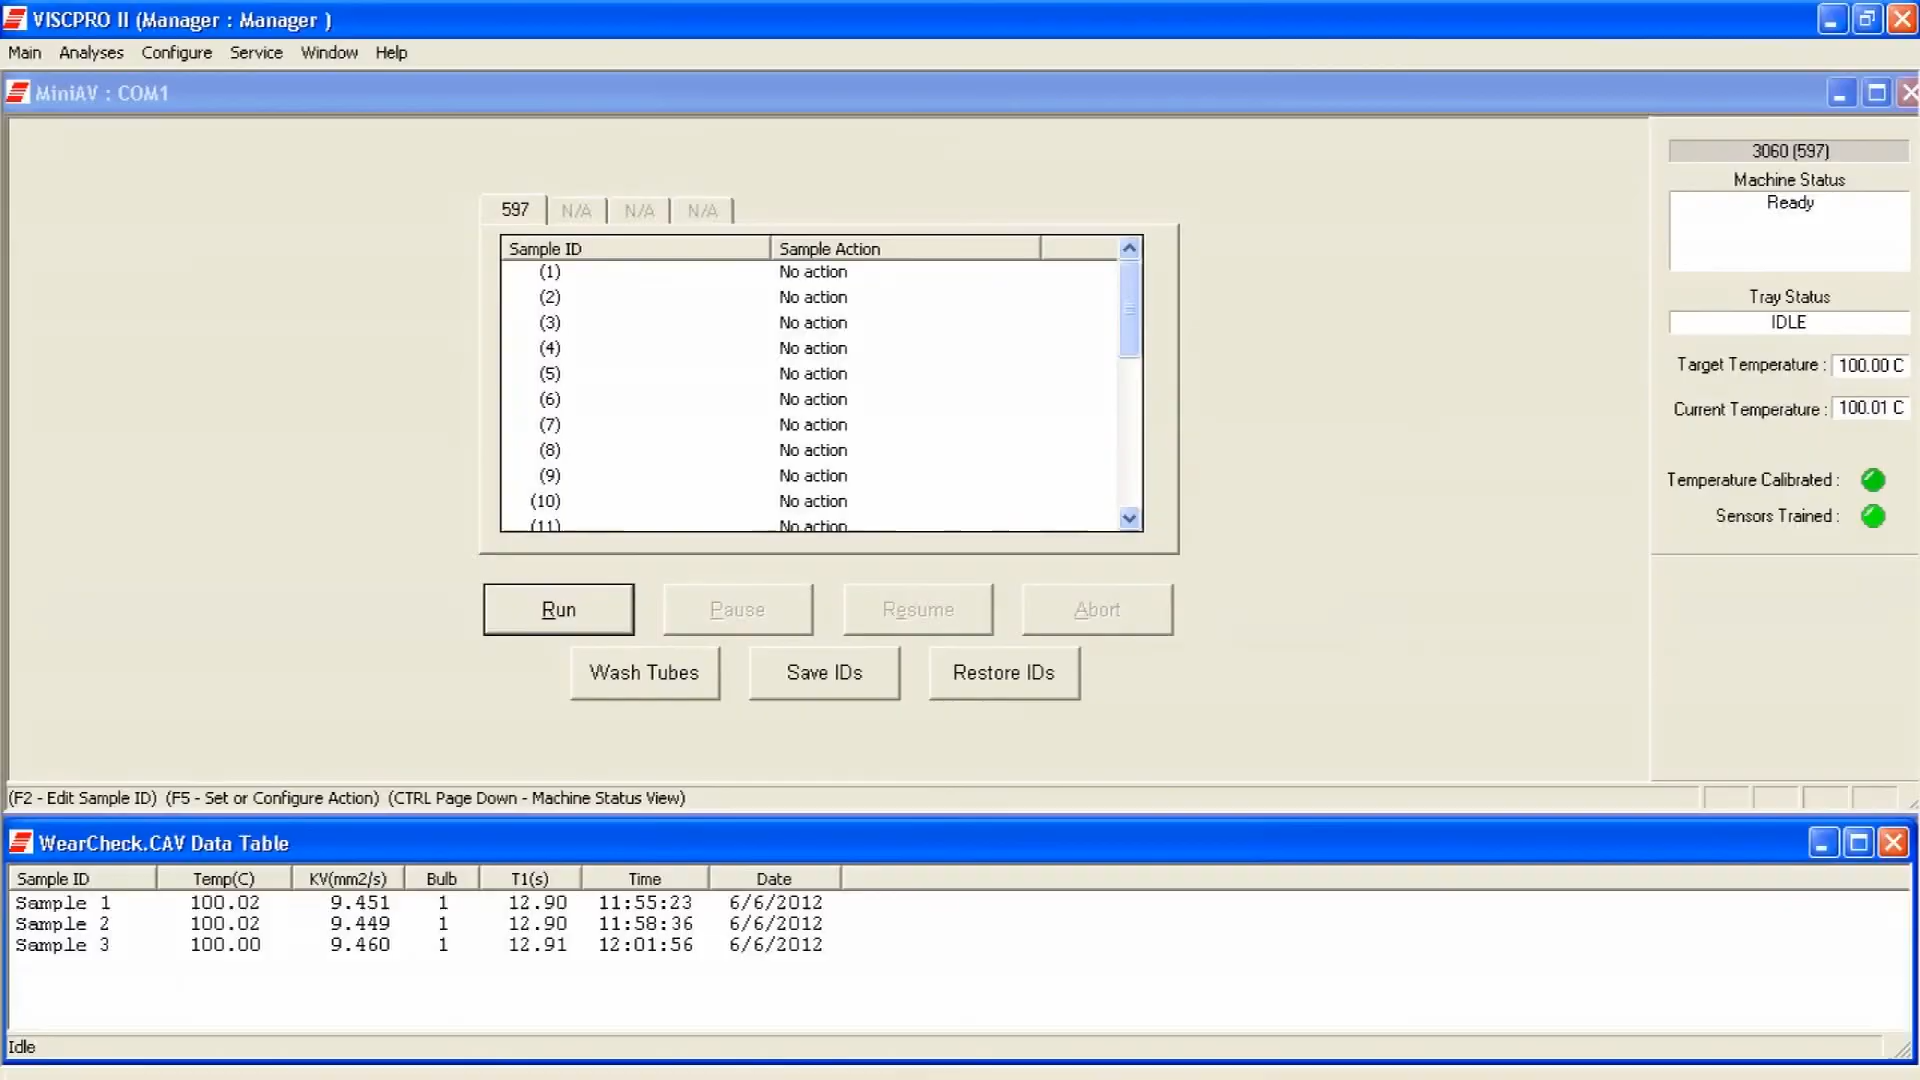 VISCPRO II (Manager : Manager )
Main Analyses Configure Service Window Help
MiniAV : COM1
3060 (597)
Machine Status
Ready
Tray Status
IDLE
Target Temperature : 100.00 C
Current Temperature : 100.01 C
Temperature Calibrated :
Sensors Trained :
597 N/A N/A N/A
Sample ID Sample Action
(1) No action
(2) No action
(3) No action
(4) No action
(5) No action
(6) No action
(7) No action
(8) No action
(9) No action
(10) No action
(11) No action
Run Pause Resume Abort
Wash Tubes Save IDs Restore IDs
(F2 - Edit Sample ID) (F5 - Set or Configure Action) (CTRL Page Down - Machine Status View)
WearCheck.CAV Data Table
Sample ID Temp(C) KV(mm2/s) Bulb T1(s) Time Date
Sample 1 100.02 9.451 1 12.90 11:55:23 6/6/2012
Sample 2 100.02 9.449 1 12.90 11:58:36 6/6/2012
Sample 3 100.00 9.460 1 12.91 12:01:56 6/6/2012
Idle